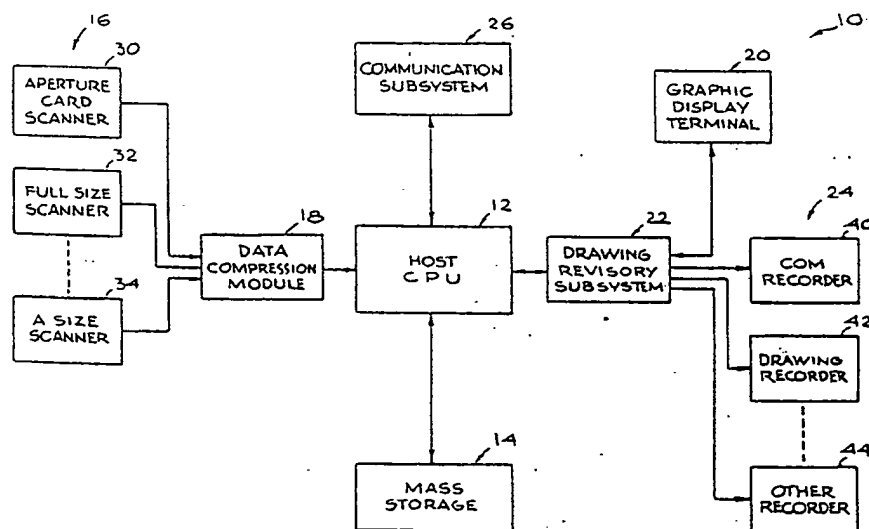 16
30
APERTURE
CARD
SCANNER
32
FULL SIZE
SCANNER
34
A SIZE
SCANNER
18
DATA
COMPRESSION
MODULE
26
COMMUNICATION
SUBSYSTEM
12
HOST
CPU
14
MASS
STORAGE
10
20
GRAPHIC
DISPLAY
TERMINAL
22
DRAWING
REVISORY
SUBSYSTEM
24
40
COM
RECORDER
42
DRAWING
RECORDER
44
OTHER
RECORDER